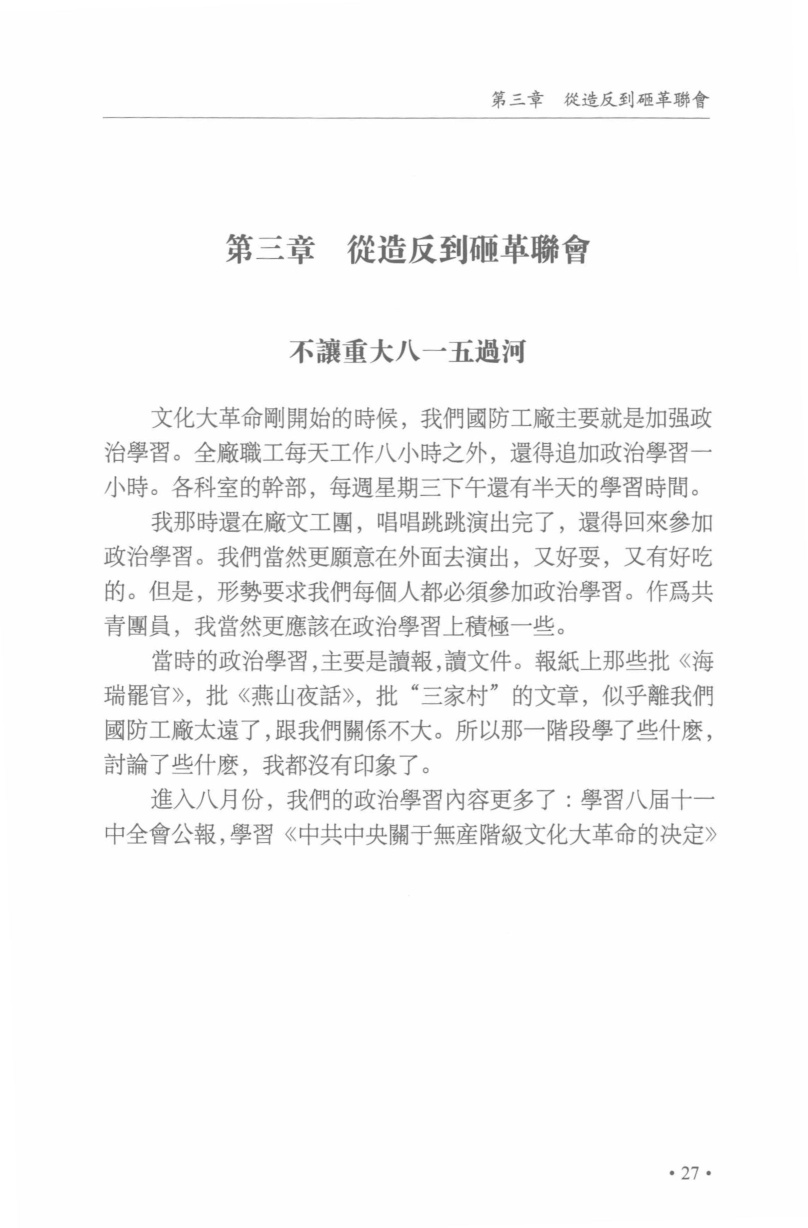 第三章　從造反到砸革聯會
第三章　從造反到砸革聯會
不讓重大八一五過河
文化大革命剛開始的時候，我們國防工廠主要就是加强政
治學習。全廠職工每天工作八小時之外，還得追加政治學習一
小時。各科室的幹部，每週星期三下午還有半天的學習時間。
我那時還在廠文工團，唱唱跳跳演出完了，還得回來參加
政治學習。我們當然更願意在外面去演出，又好耍，又有好吃
的。但是，形勢要求我們每個人都必須參加政治學習。作爲共
青團員，我當然更應該在政治學習上積極一些。
當時的政治學習，主要是讀報，讀文件。報紙上那些批《海
瑞罷官》，批《燕山夜話》，批“三家村”的文章，似乎離我們
國防工廠太遠了，跟我們關係不大。所以那一階段學了些什麽，
討論了些什麽，我都沒有印象了。
進入八月份，我們的政治學習內容更多了：學習八届十一
中全會公報，學習《中共中央關于無産階級文化大革命的决定》
·27·